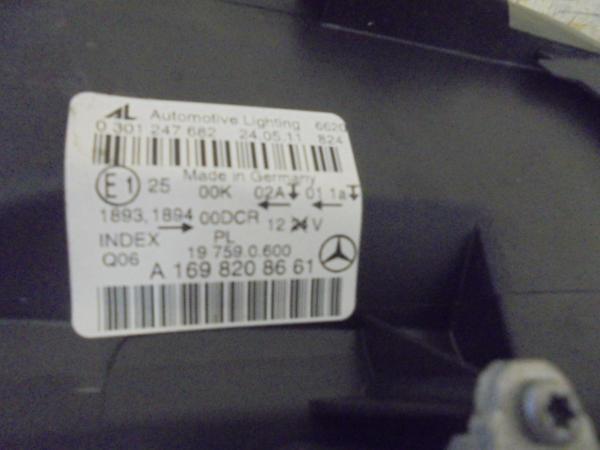 AL Automotive Lighting 6620
0 301 247 682 24.05.11 824
Made in Germany
E1 25 00K 02A 01 1a
1893,1894 → 00DCR 12 24 V
INDEX PL
Q06 19 759.0.600
A 169 820 86 61